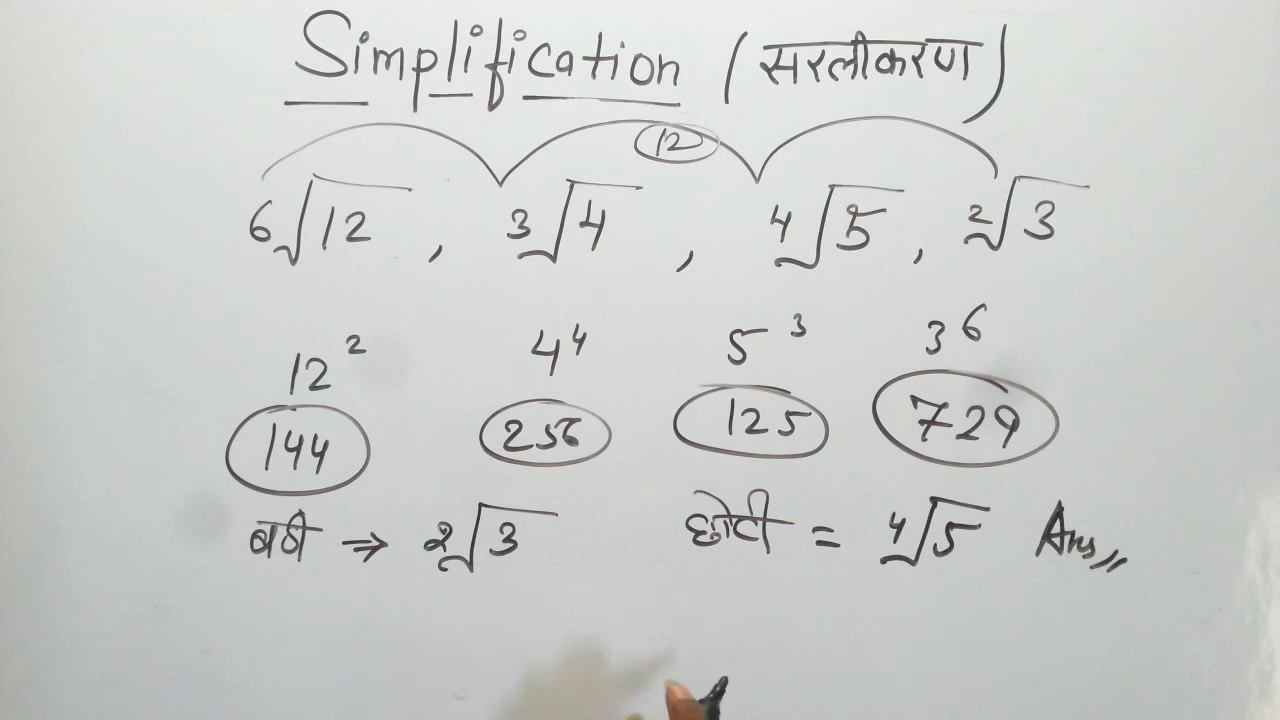 Simplification (सरलीकरण)
12
6√12 , 3√4 , 4√5 , 2√3
12² 4⁴ 5³ 3⁶
144 256 125 729
बडी ⇒ 2√3 छोटी = 4√5 Ans,,